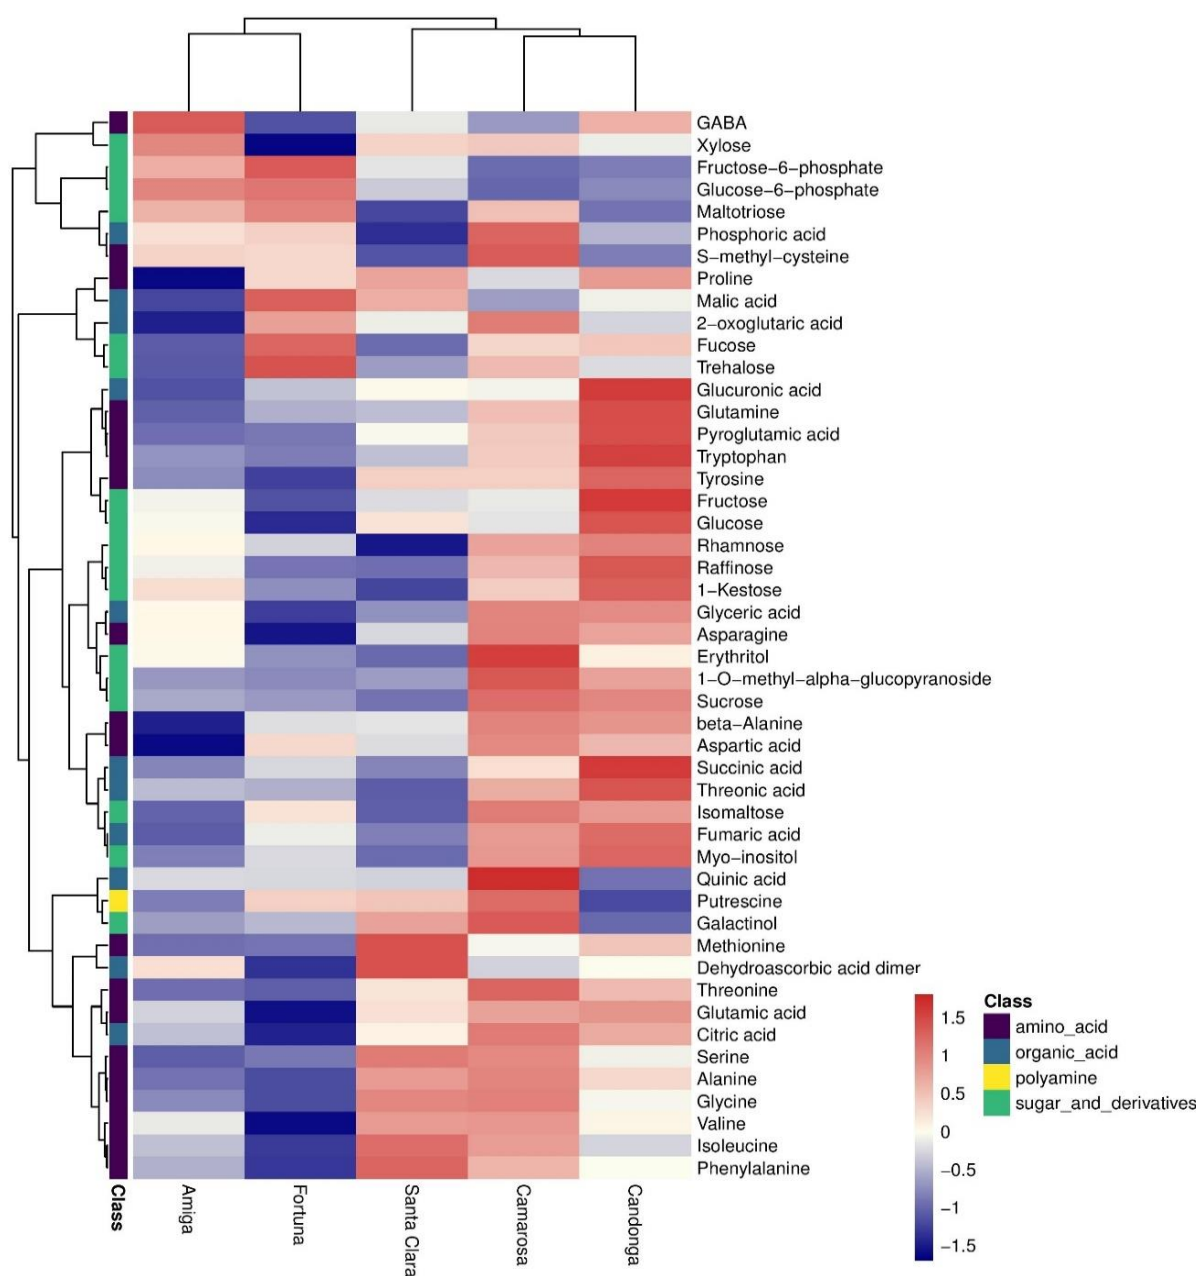 GABA
Xylose
Fructose−6−phosphate
Glucose−6−phosphate
Maltotriose
Phosphoric acid
S−methyl−cysteine
Proline
Malic acid
2−oxoglutaric acid
Fucose
Trehalose
Glucuronic acid
Glutamine
Pyroglutamic acid
Tryptophan
Tyrosine
Fructose
Glucose
Rhamnose
Raffinose
1−Kestose
Glyceric acid
Asparagine
Erythritol
1−O−methyl−alpha−glucopyranoside
Sucrose
beta−Alanine
Aspartic acid
Succinic acid
Threonic acid
Isomaltose
Fumaric acid
Myo−inositol
Quinic acid
Putrescine
Galactinol
Methionine
Dehydroascorbic acid dimer
Threonine
Glutamic acid
Citric acid
Serine
Alanine
Glycine
Valine
Isoleucine
Phenylalanine
Class
Amiga
Fortuna
Santa Clara
Camarosa
Candonga
1.5
1
0.5
0
−0.5
−1
−1.5
Class
amino_acid
organic_acid
polyamine
sugar_and_derivatives